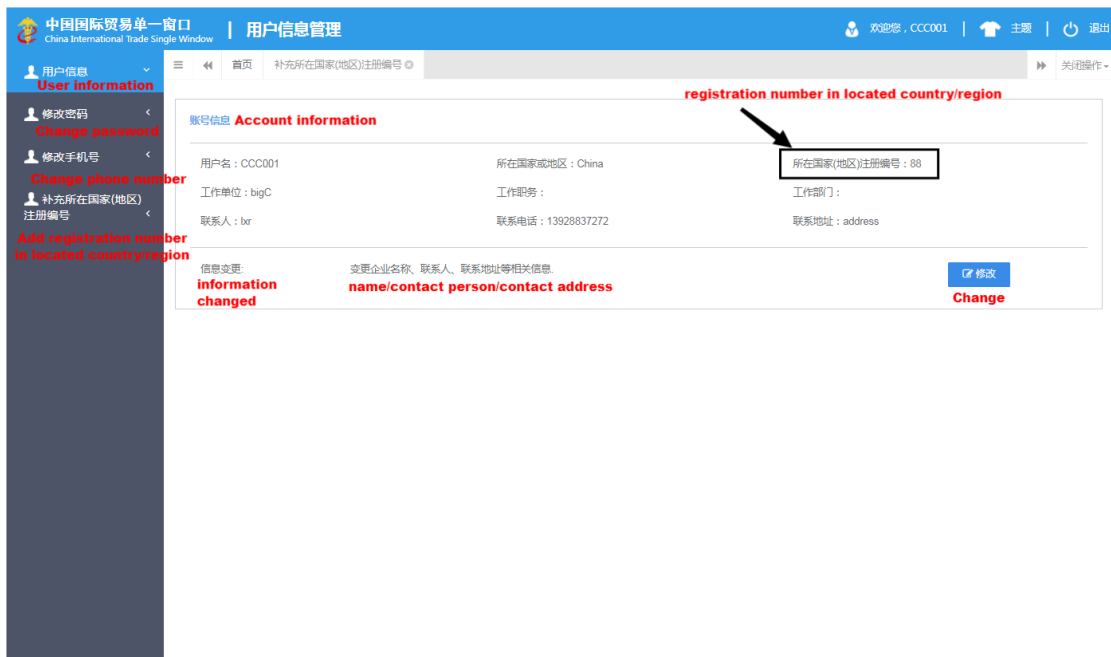 中国国际贸易单一窗口 | 用户信息管理
China International Trade Single Window
欢迎您，CCC001 | 主题 | 退出
用户信息
User information
修改密码
Change password
修改手机号
Change phone number
补充所在国家(地区)
注册编号
Add registration number
in located country/region
首页 补充所在国家(地区)注册编号
关闭操作
registration number in located country/region
账号信息 Account information
用户名：CCC001 所在国家或地区：China 所在国家(地区)注册编号：88
工作单位：bigC 工作职务： 工作部门：
联系人：lxr 联系电话：13928837272 联系地址：address
信息变更: 变更企业名称、联系人、联系地址等相关信息. 修改
information
changed
name/contact person/contact address
Change